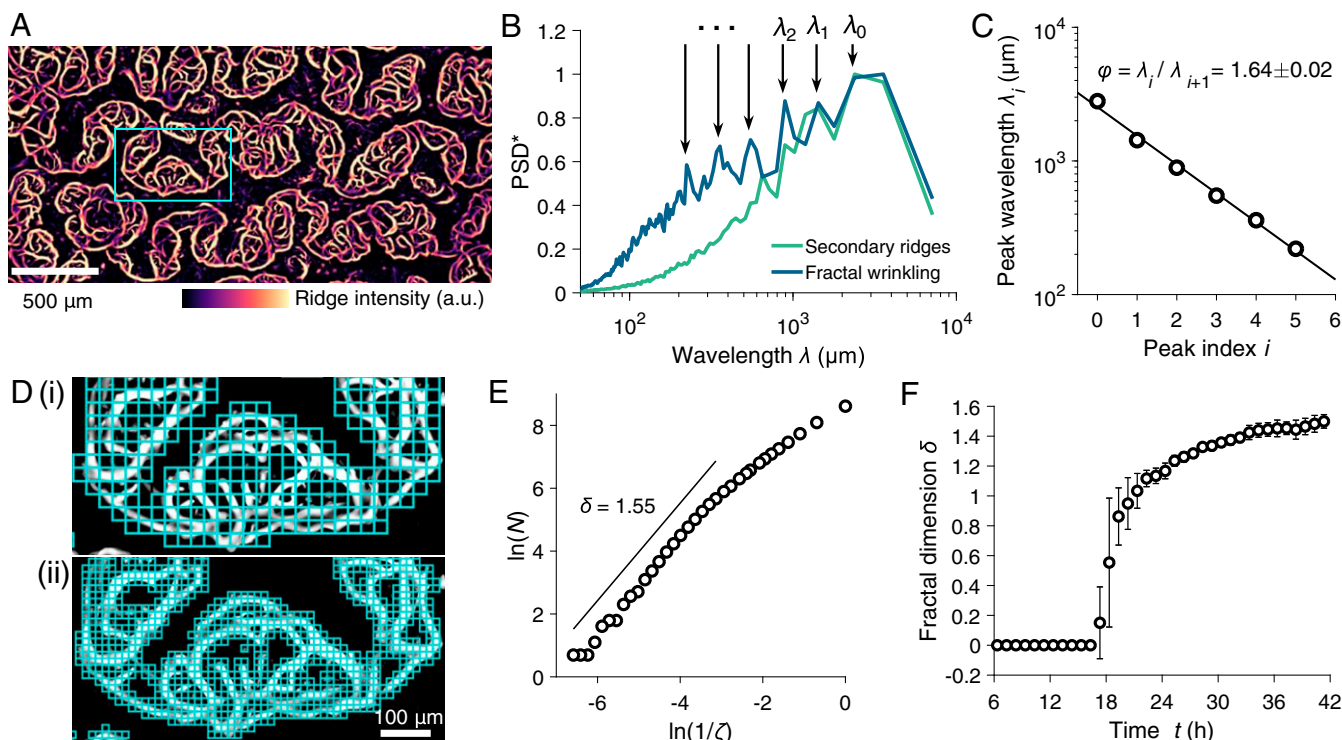 A
500 µm
Ridge intensity (a.u.)
B
PSD*
1.2
1
0.8
0.6
0.4
0.2
0
10²
10³
10⁴
Wavelength λ (µm)
. . .
λ₂
λ₁
λ₀
Secondary ridges
Fractal wrinkling
C
Peak wavelength λᵢ (µm)
10⁴
10³
10²
φ = λᵢ / λᵢ₊₁ = 1.64±0.02
0 1 2 3 4 5 6
Peak index i
D (i)
(ii)
100 µm
E
ln(N)
8
6
4
2
0
δ = 1.55
-6 -4 -2 0
ln(1/ζ)
F
Fractal dimension δ
1.6
1.4
1.2
1
0.8
0.6
0.4
0.2
0
-0.2
6 12 18 24 30 36 42
Time t (h)